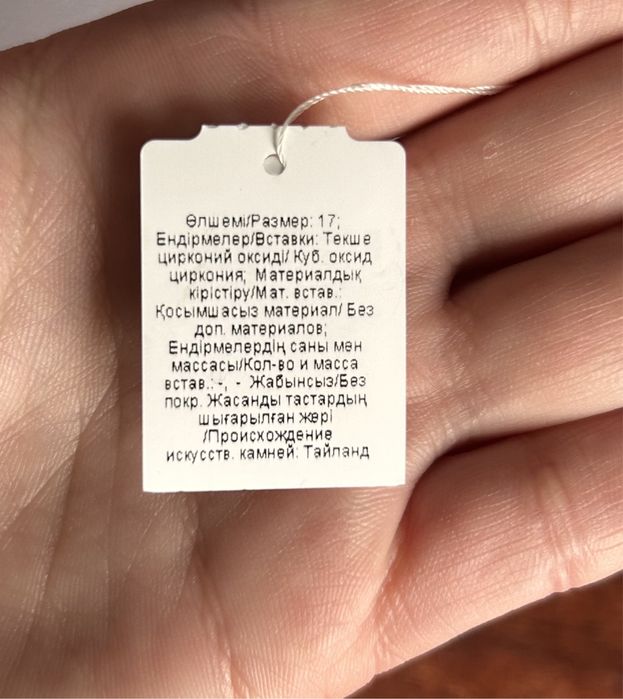 Өлшемі/Размер: 17;
Ендірмелер/Вставки: Текше
цирконий оксиді/ Куб. оксид
циркония; Материалдық
кірістіру/Мат. встав.:
Қосымшасыз материал/ Без
доп. материалов;
Ендірмелердің саны мен
массасы/Кол-во и масса
встав.: -, - Жабынсыз/Без
покр. Жасанды тастардың
шығарылған жері
/Происхождение
искусств. камней: Тайланд